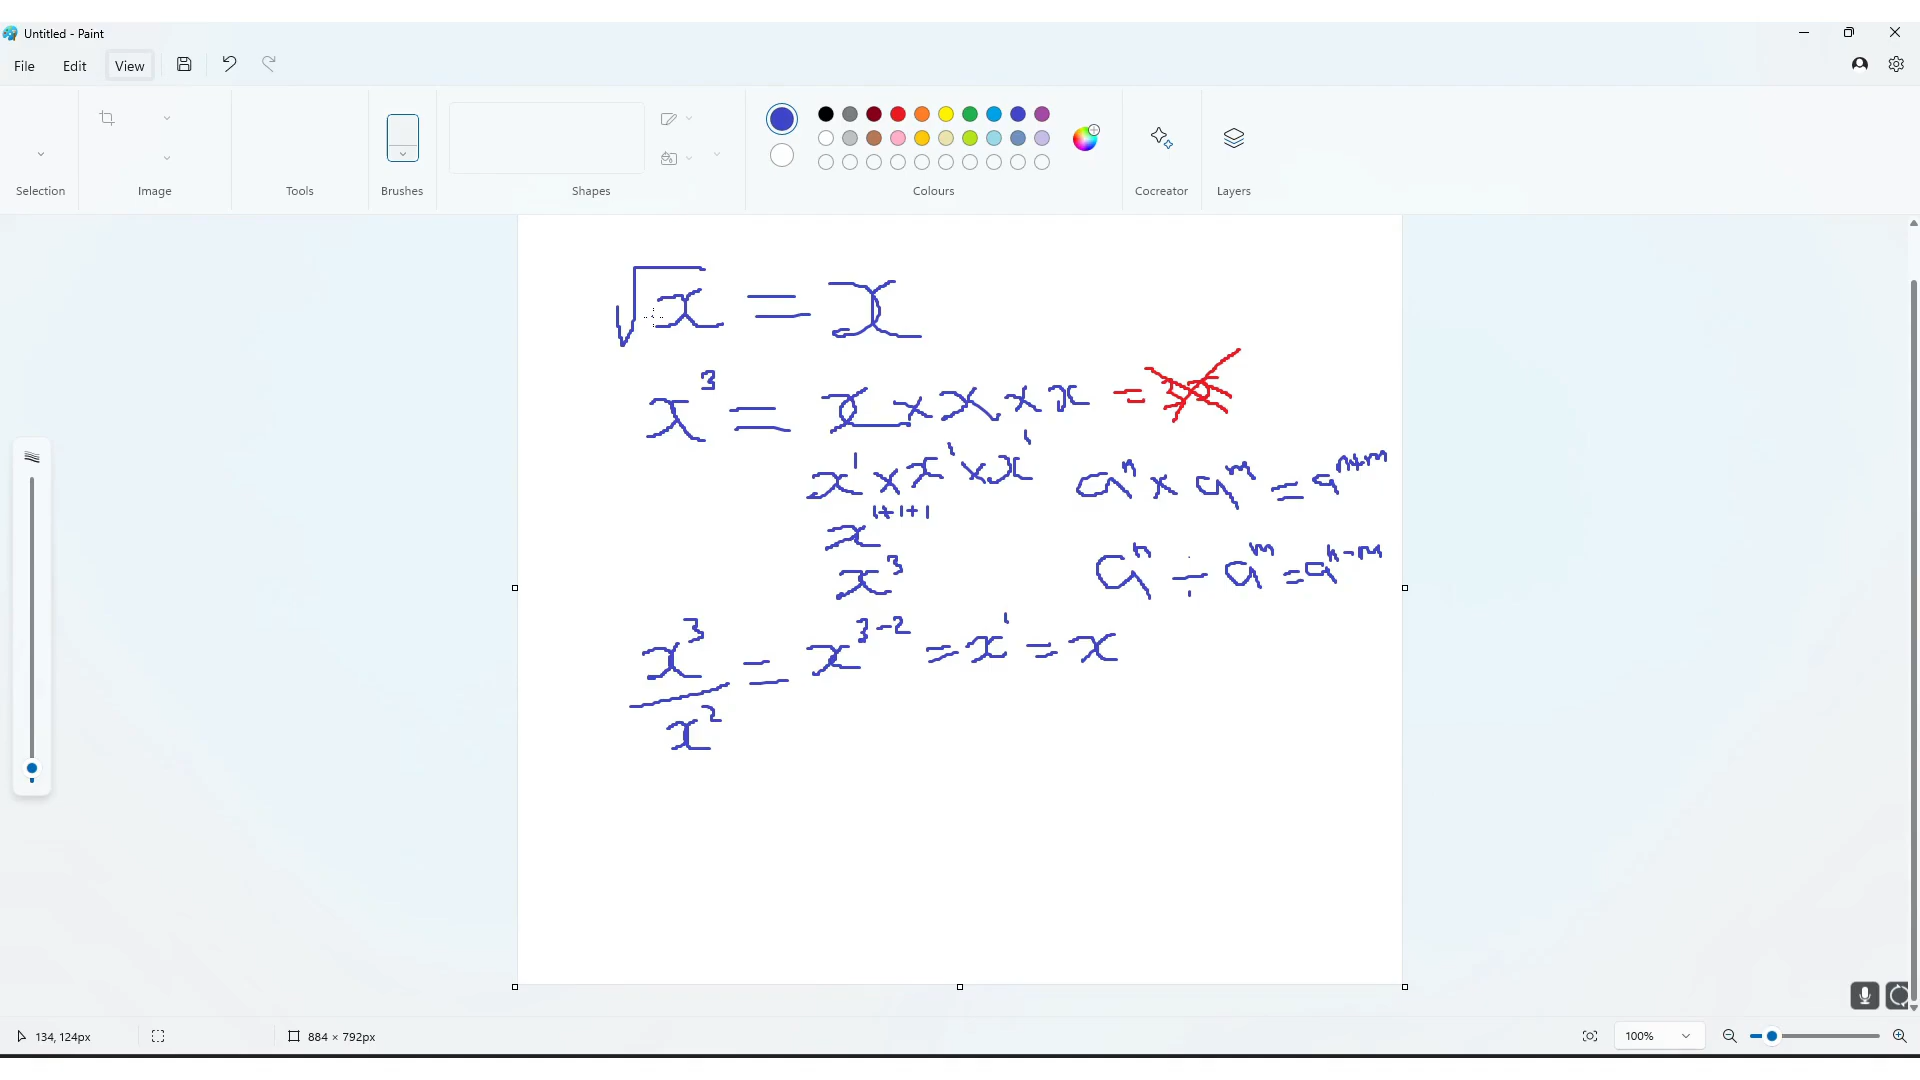 Untitled - Paint
File Edit View
Selection Image Tools Brushes Shapes Colours Cocreator Layers
√x = x
x³ = x × x × x =
x¹ × x¹ × x¹ aⁿ × aᵐ = aⁿ⁺ᵐ
x¹⁺¹⁺¹
x³ aⁿ ÷ aᵐ = aⁿ⁻ᵐ
x³/x² = x³⁻² = x¹ = x
134, 124px 884 × 792px 100%